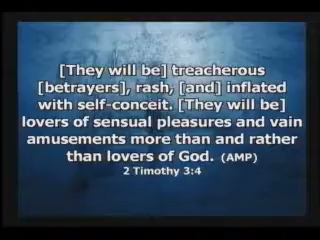 [They will be] treacherous
[betrayers], rash, [and] inflated
with self-conceit. [They will be]
lovers of sensual pleasures and vain
amusements more than and rather
than lovers of God. (AMP)
2 Timothy 3:4